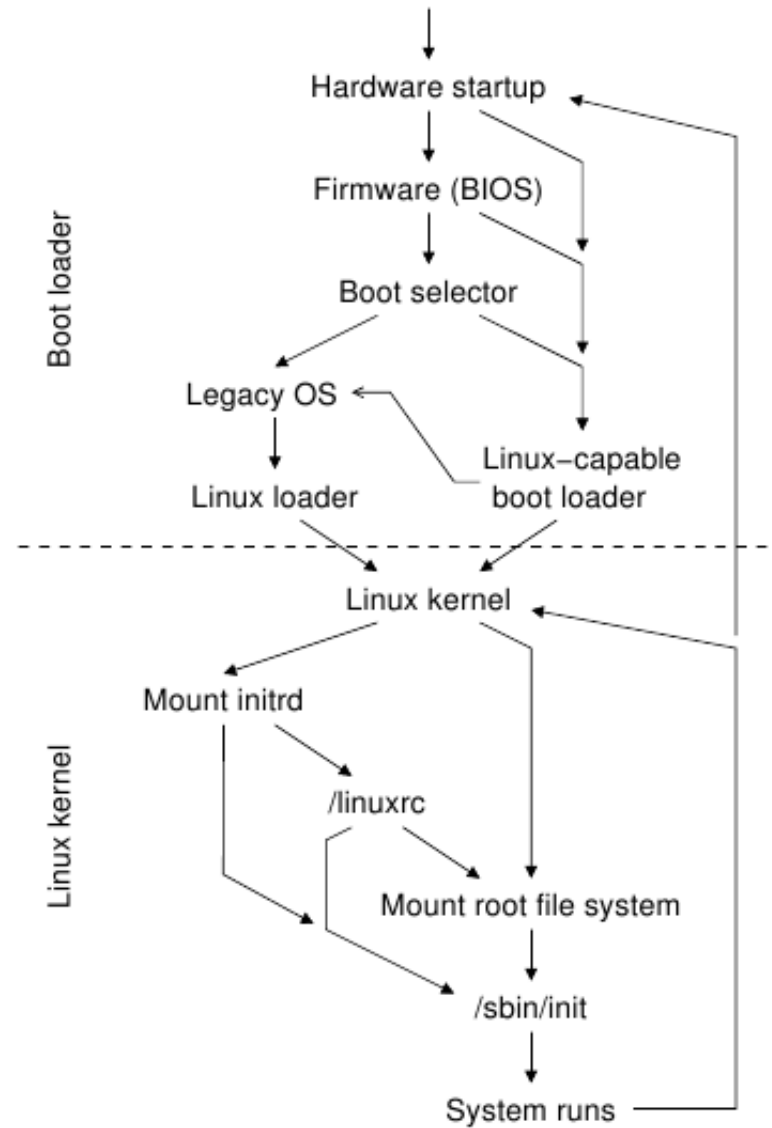 Hardware startup
Firmware (BIOS)
Boot loader
Boot selector
Legacy OS
Linux−capable
boot loader
Linux loader
Linux kernel
Mount initrd
/linuxrc
Linux kernel
Mount root file system
/sbin/init
System runs